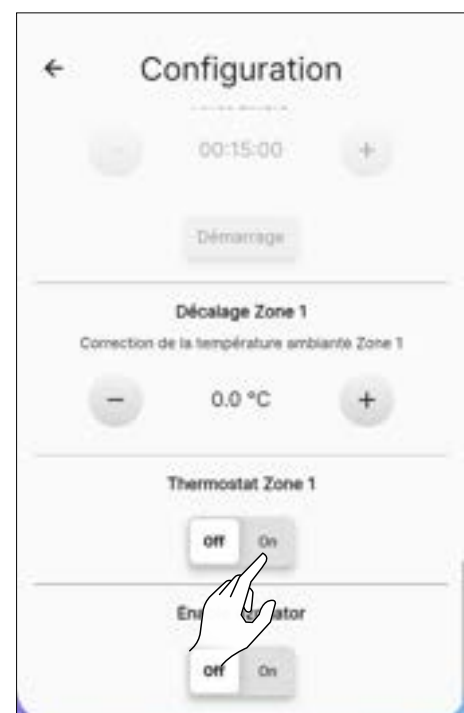 ←
Configuration
00:15:00 +
Démarrage
Décalage Zone 1
Correction de la température ambiante Zone 1
− 0.0 °C +
Thermostat Zone 1
Off On
Off On